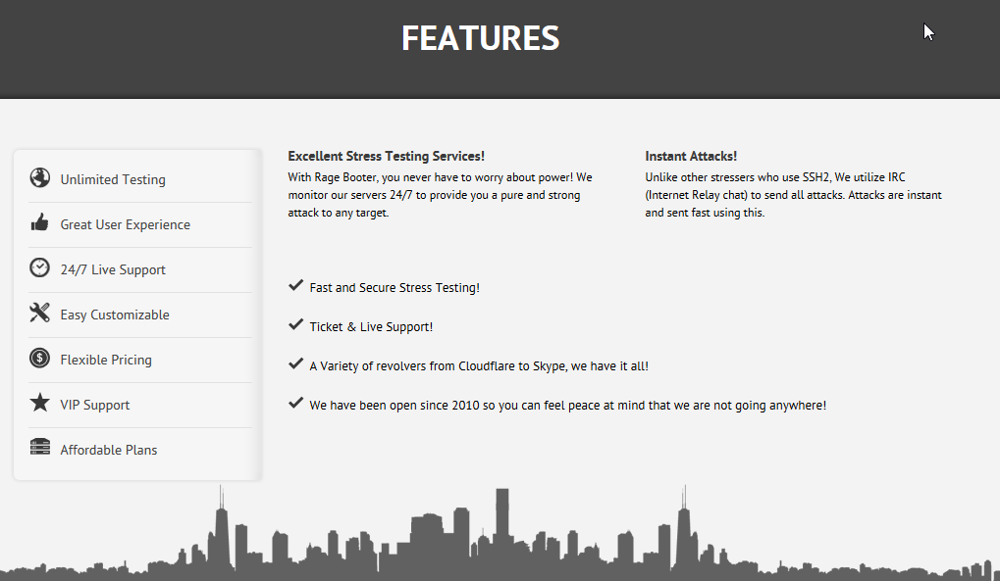 FEATURES
Unlimited Testing
Great User Experience
24/7 Live Support
Easy Customizable
Flexible Pricing
VIP Support
Affordable Plans
Excellent Stress Testing Services!
With Rage Booter, you never have to worry about power! We
monitor our servers 24/7 to provide you a pure and strong
attack to any target.
Instant Attacks!
Unlike other stressers who use SSH2, We utilize IRC
(Internet Relay chat) to send all attacks. Attacks are instant
and sent fast using this.
Fast and Secure Stress Testing!
Ticket & Live Support!
A Variety of revolvers from Cloudflare to Skype, we have it all!
We have been open since 2010 so you can feel peace at mind that we are not going anywhere!